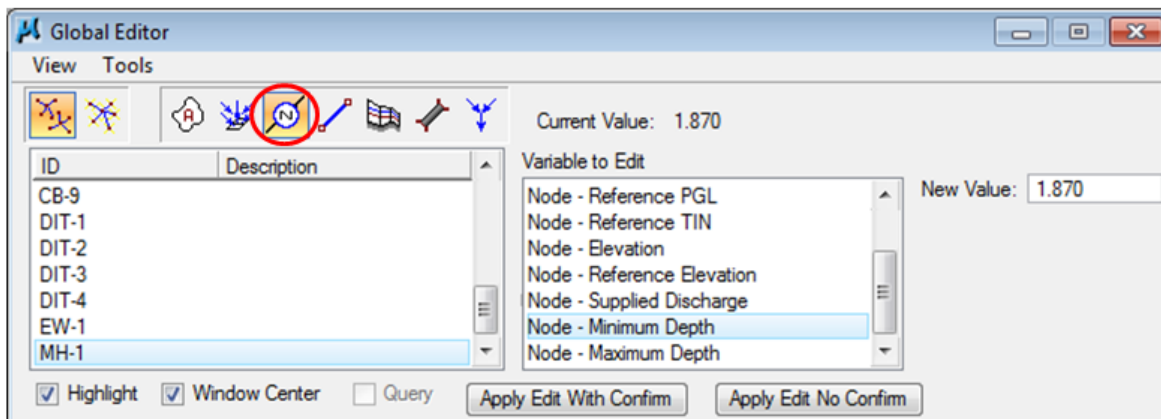 Global Editor
View Tools
A
N
Current Value: 1.870
ID Description
CB-9
DIT-1
DIT-2
DIT-3
DIT-4
EW-1
MH-1
Variable to Edit
Node - Reference PGL
Node - Reference TIN
Node - Elevation
Node - Reference Elevation
Node - Supplied Discharge
Node - Minimum Depth
Node - Maximum Depth
New Value: 1.870
Highlight Window Center Query Apply Edit With Confirm Apply Edit No Confirm